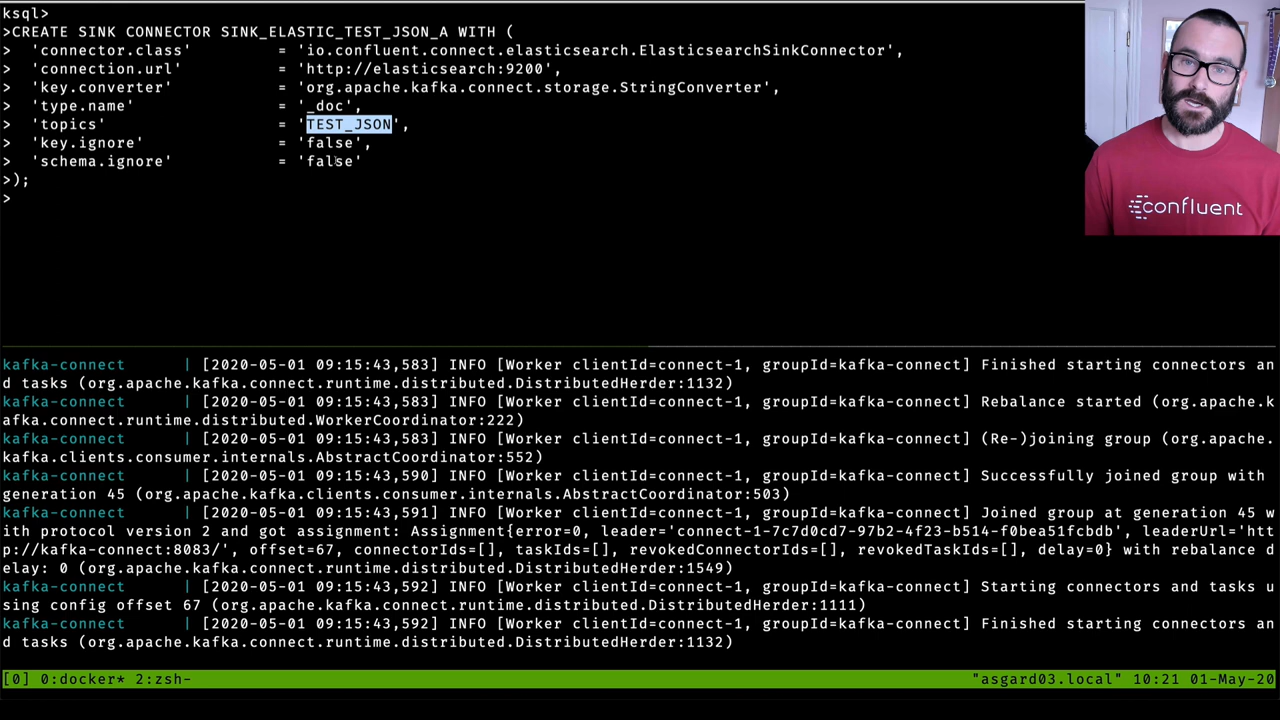 ksql>
>CREATE SINK CONNECTOR SINK_ELASTIC_TEST_JSON_A WITH (
>  'connector.class'          = 'io.confluent.connect.elasticsearch.ElasticsearchSinkConnector',
>  'connection.url'           = 'http://elasticsearch:9200',
>  'key.converter'            = 'org.apache.kafka.connect.storage.StringConverter',
>  'type.name'                = '_doc',
>  'topics'                   = 'TEST_JSON',
>  'key.ignore'               = 'false',
>  'schema.ignore'            = 'false'
>);
>
confluent
kafka-connect      | [2020-05-01 09:15:43,583] INFO [Worker clientId=connect-1, groupId=kafka-connect] Finished starting connectors an
d tasks (org.apache.kafka.connect.runtime.distributed.DistributedHerder:1132)
kafka-connect      | [2020-05-01 09:15:43,583] INFO [Worker clientId=connect-1, groupId=kafka-connect] Rebalance started (org.apache.k
afka.connect.runtime.distributed.WorkerCoordinator:222)
kafka-connect      | [2020-05-01 09:15:43,583] INFO [Worker clientId=connect-1, groupId=kafka-connect] (Re-)joining group (org.apache.
kafka.clients.consumer.internals.AbstractCoordinator:552)
kafka-connect      | [2020-05-01 09:15:43,590] INFO [Worker clientId=connect-1, groupId=kafka-connect] Successfully joined group with
generation 45 (org.apache.kafka.clients.consumer.internals.AbstractCoordinator:503)
kafka-connect      | [2020-05-01 09:15:43,591] INFO [Worker clientId=connect-1, groupId=kafka-connect] Joined group at generation 45 w
ith protocol version 2 and got assignment: Assignment{error=0, leader='connect-1-7c7d0cd7-97b2-4f23-b514-f0bea51fcbdb', leaderUrl='htt
p://kafka-connect:8083/', offset=67, connectorIds=[], taskIds=[], revokedConnectorIds=[], revokedTaskIds=[], delay=0} with rebalance d
elay: 0 (org.apache.kafka.connect.runtime.distributed.DistributedHerder:1549)
kafka-connect      | [2020-05-01 09:15:43,592] INFO [Worker clientId=connect-1, groupId=kafka-connect] Starting connectors and tasks u
sing config offset 67 (org.apache.kafka.connect.runtime.distributed.DistributedHerder:1111)
kafka-connect      | [2020-05-01 09:15:43,592] INFO [Worker clientId=connect-1, groupId=kafka-connect] Finished starting connectors an
d tasks (org.apache.kafka.connect.runtime.distributed.DistributedHerder:1132)
[0] 0:docker* 2:zsh- "asgard03.local" 10:21 01-May-20